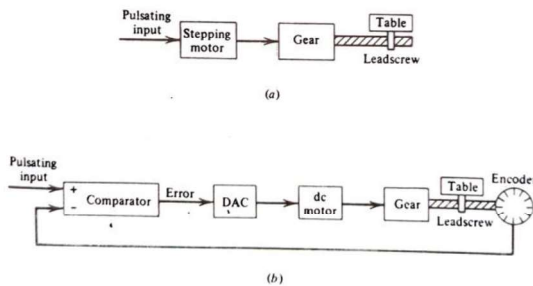 Pulsating
input
Stepping
motor
Gear
Table
Leadscrew
(a)
Pulsating
input
+
−
Comparator
Error
DAC
dc
motor
Gear
Table
Leadscrew
Encoder
(b)